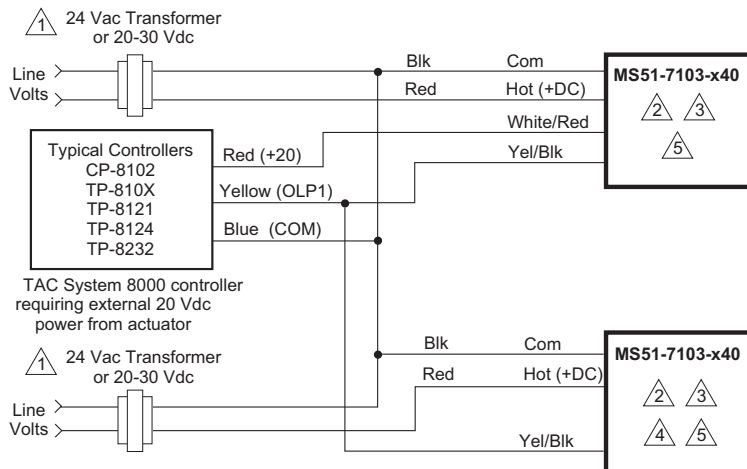 1 24 Vac Transformer
or 20-30 Vdc
Line
Volts
Blk Com
Red Hot (+DC)
White/Red
Yel/Blk
MS51-7103-x40
2 3
5
Typical Controllers
CP-8102
TP-810X
TP-8121
TP-8124
TP-8232
Red (+20)
Yellow (OLP1)
Blue (COM)
TAC System 8000 controller
requiring external 20 Vdc
power from actuator
1 24 Vac Transformer
or 20-30 Vdc
Line
Volts
Blk Com
Red Hot (+DC)
Yel/Blk
MS51-7103-x40
2 3
4 5